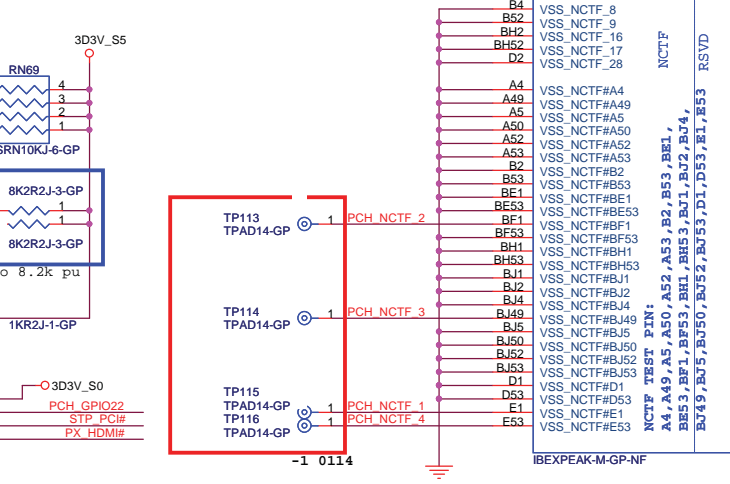 3D3V_S5
RN69
4
3
2
1
SRN10KJ-6-GP
8K2R2J-3-GP
1
1
8K2R2J-3-GP
o 8.2k pu
1KR2J-1-GP
3D3V_S0
PCH_GPIO22
STP_PCI#
PX_HDMI#
TP113
TPAD14-GP
1
PCH_NCTF_2
TP114
TPAD14-GP
1
PCH_NCTF_3
TP115
TPAD14-GP
1
PCH_NCTF_1
TP116
TPAD14-GP
1
PCH_NCTF_4
-1 0114
B4 VSS_NCTF_8
B52 VSS_NCTF_9
BH2 VSS_NCTF_16
BH52 VSS_NCTF_17
D2 VSS_NCTF_28
A4 VSS_NCTF#A4
A49 VSS_NCTF#A49
A5 VSS_NCTF#A5
A50 VSS_NCTF#A50
A52 VSS_NCTF#A52
A53 VSS_NCTF#A53
B2 VSS_NCTF#B2
B53 VSS_NCTF#B53
BE1 VSS_NCTF#BE1
BE53 VSS_NCTF#BE53
BF1 VSS_NCTF#BF1
BF53 VSS_NCTF#BF53
BH1 VSS_NCTF#BH1
BH53 VSS_NCTF#BH53
BJ1 VSS_NCTF#BJ1
BJ2 VSS_NCTF#BJ2
BJ4 VSS_NCTF#BJ4
BJ49 VSS_NCTF#BJ49
BJ5 VSS_NCTF#BJ5
BJ50 VSS_NCTF#BJ50
BJ52 VSS_NCTF#BJ52
BJ53 VSS_NCTF#BJ53
D1 VSS_NCTF#D1
D53 VSS_NCTF#D53
E1 VSS_NCTF#E1
E53 VSS_NCTF#E53
NCTF
RSVD
NCTF TEST PIN:
A4,A49,A5,A50,A52,A53,B2,B53,BE1,
BE53,BF1,BF53,BH1,BH53,BJ1,BJ2,BJ4,
BJ49,BJ5,BJ50,BJ52,BJ53,D1,D53,E1,E53
IBEXPEAK-M-GP-NF